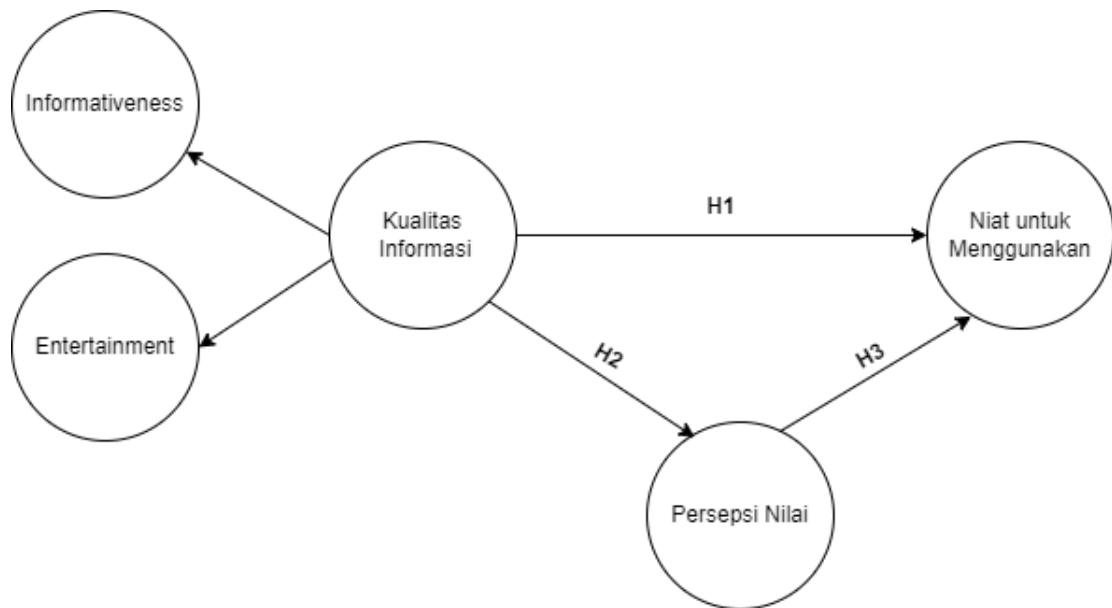 Informativeness
Kualitas
Informasi
H1
Niat untuk
Menggunakan
Entertainment
H2
H3
Persepsi Nilai